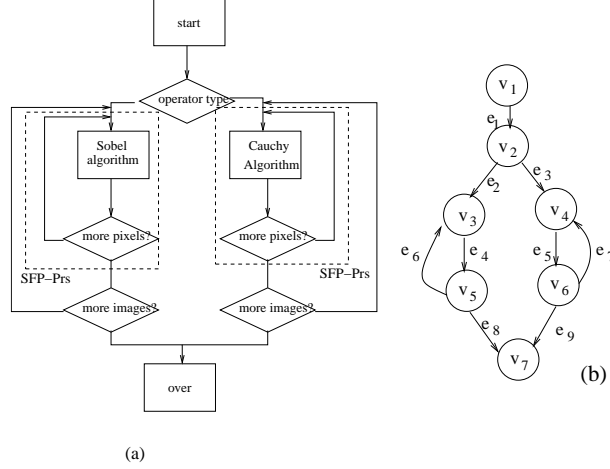 start
operator type
Sobel
algorithm
Cauchy
Algorithm
more pixels?
more pixels?
SFP-Prs
SFP-Prs
more images?
more images?
over
(a)
v1
e1
v2
e2
e3
v3
v4
e6
e4
e5
v5
v6
e8
e9
v7
(b)